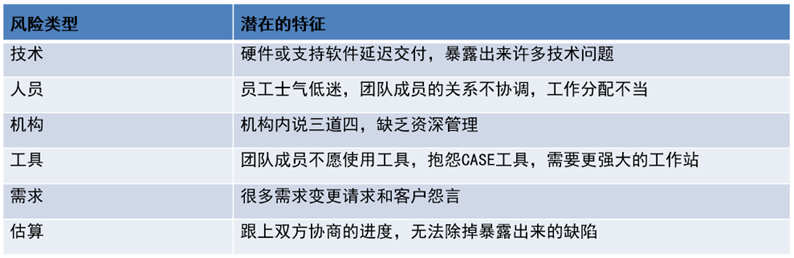 风险类型 潜在的特征
技术 硬件或支持软件延迟交付，暴露出来许多技术问题
人员 员工士气低迷，团队成员的关系不协调，工作分配不当
机构 机构内说三道四，缺乏资深管理
工具 团队成员不愿使用工具，抱怨CASE工具，需要更强大的工作站
需求 很多需求变更请求和客户怨言
估算 跟上双方协商的进度，无法除掉暴露出来的缺陷